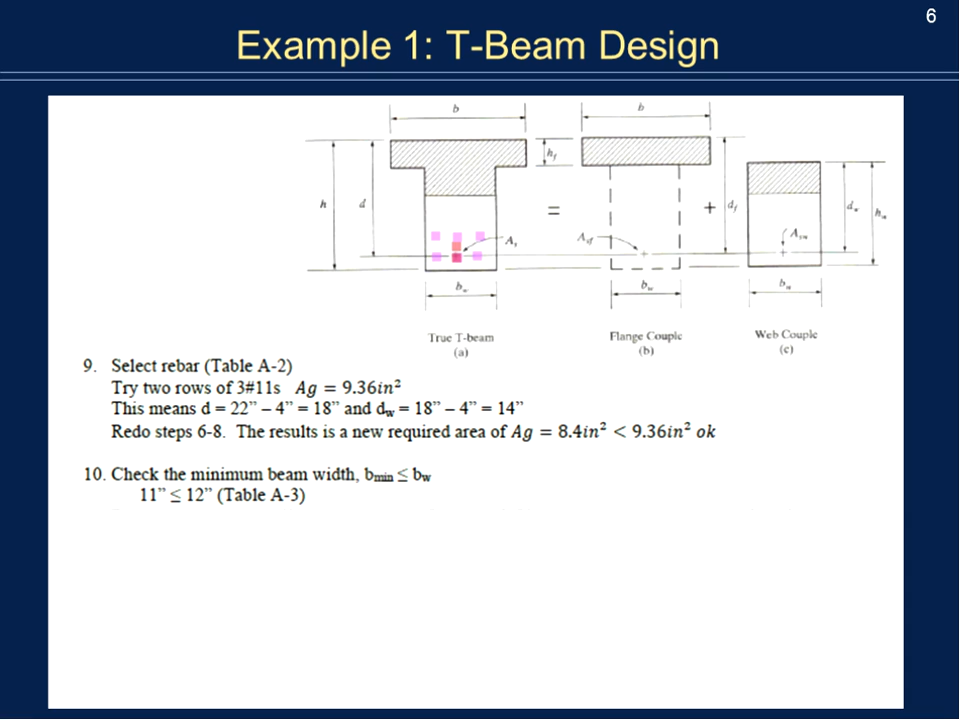 6
Example 1: T-Beam Design
b
b
h_f
h
d
=
+
d_f
d_w
h_w
A_s
A_sf
A_sw
b_w
b_w
b_w
True T-beam
(a)
Flange Couple
(b)
Web Couple
(c)
9. Select rebar (Table A-2)
Try two rows of 3#11s Ag = 9.36in²
This means d = 22” – 4” = 18” and d_w = 18” – 4” = 14”
Redo steps 6-8. The results is a new required area of Ag = 8.4in² < 9.36in² ok
10. Check the minimum beam width, b_min ≤ b_w
11” ≤ 12” (Table A-3)